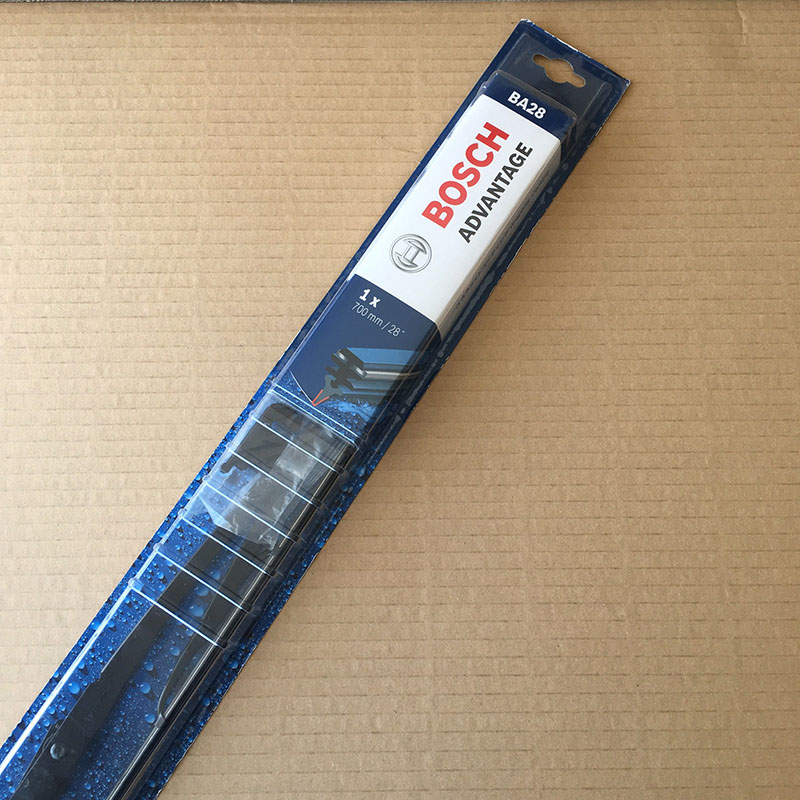 BA28
BOSCH
ADVANTAGE
1 x
700 mm / 28"